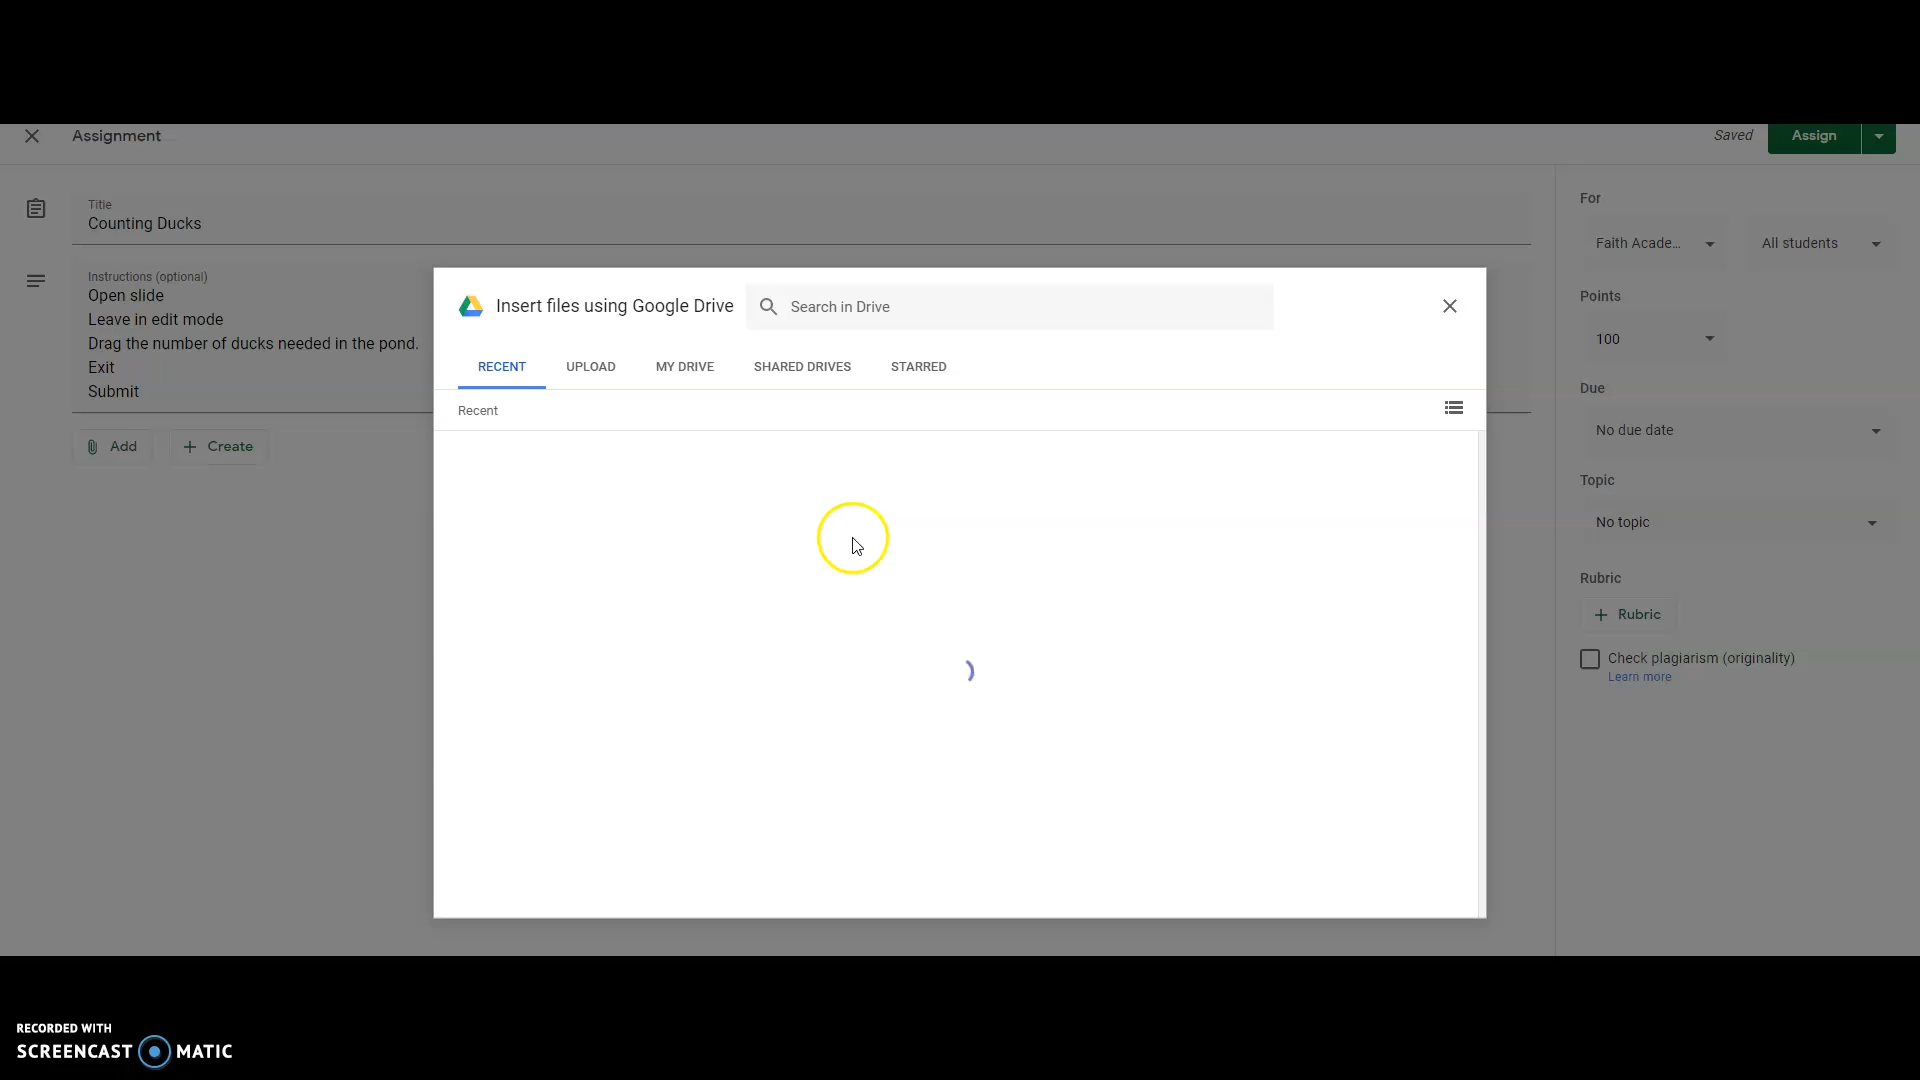 Assignment
Saved
Assign
Title
Counting Ducks
Instructions (optional)
Open slide
Leave in edit mode
Drag the number of ducks needed in the pond.
Exit
Submit
Add
Create
Insert files using Google Drive
Search in Drive
RECENT
UPLOAD
MY DRIVE
SHARED DRIVES
STARRED
Recent
For
Faith Acade...
All students
Points
100
Due
No due date
Topic
No topic
Rubric
Rubric
Check plagiarism (originality)
Learn more
RECORDED WITH
SCREENCAST MATIC